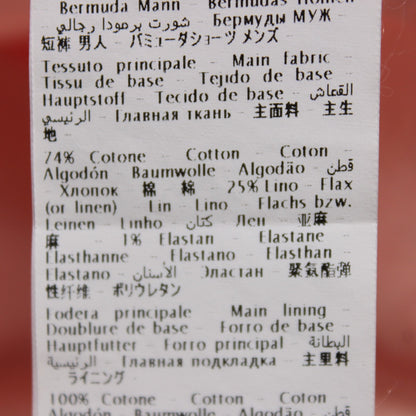 Bermuda Mann - Bermudas Homem
- شورت برمودا رجالي - Бермуды МУЖ -
短裤 男人 - バミューダショーツ メンズ
Tessuto principale - Main fabric -
Tissu de base - Tejido de base -
Hauptstoff - Tecido de base - القماش
الرئيسي - Главная ткань - 主面料 - 主生
地 -
74% Cotone - Cotton - Coton -
Algodón - Baumwolle - Algodão - قطن
- Хлопок 棉 - 綿 - 25% Lino - Flax
(or linen) - Lin - Lino - Flachs bzw.
Leinen - Linho - كتان - Лен - 亚麻
麻 - 1% Elastan - Elastane -
Elasthanne - Elastano - Elasthan -
Elastano - الأستان - Эластан - 聚氨酯弹
性纤维 - ポリウレタン
Fodera principale - Main lining -
Doublure de base - Forro de base -
Hauptfutter - Forro principal - البطانة
الرئيسية - Главная подкладка - 主里料
- ライニング
100% Cotone - Cotton - Coton -
Algodón - Baumwolle - Algodão - قطن